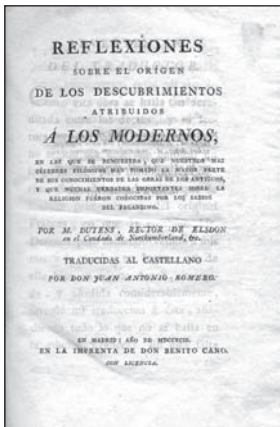 REFLEXIONES
SOBRE EL ORÍGEN
DE LOS DESCUBRIMIENTOS
ATRIBUIDOS
A LOS MODERNOS,
EN LAS QUE SE DEMUESTRA, QUE NUESTROS MAS
CÉLEBRES FILÓSOFOS HAN TOMADO LA MAYOR PARTE
DE SUS CONOCIMIENTOS DE LAS OBRAS DE LOS ANTIGUOS,
Y QUE MUCHAS VERDADES IMPORTANTES SOBRE LA
RELIGION FUÉRON CONOCIDAS POR LOS SABIOS
DEL PAGANISMO.
POR M. DUTENS, RECTOR DE ELSDON
en el Condado de Northumberland, &c.
TRADUCIDAS AL CASTELLANO
POR DON JUAN ANTONIO ROMERO.
EN MADRID: AÑO DE
EN LA IMPRENTA DE DON BENITO CANO.
CON LICENCIA.